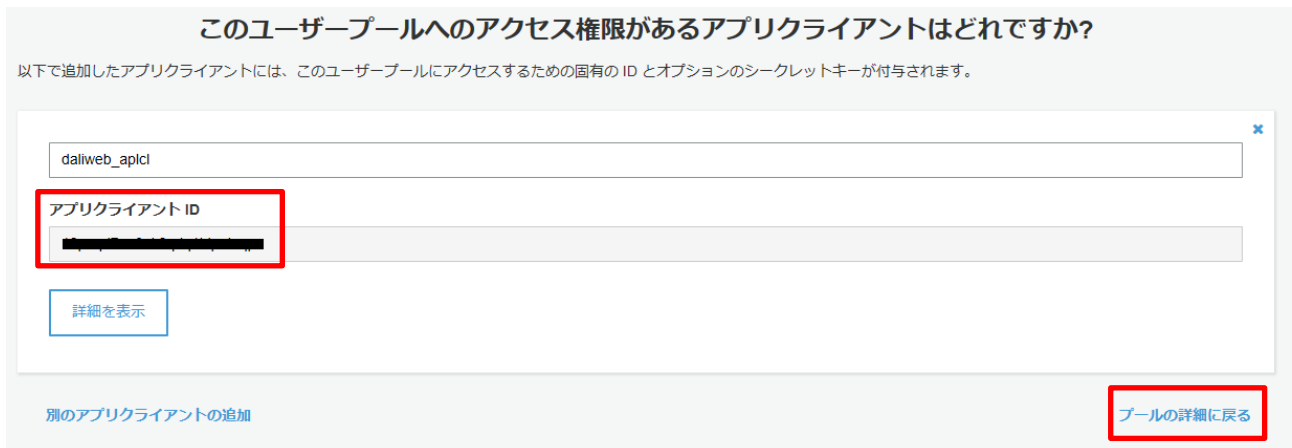 このユーザープールへのアクセス権限があるアプリクライアントはどれですか?
以下で追加したアプリクライアントには、このユーザープールにアクセスするための固有の ID とオプションのシークレットキーが付与されます。
daliweb_aplcl
アプリクライアント ID
詳細を表示
別のアプリクライアントの追加
プールの詳細に戻る